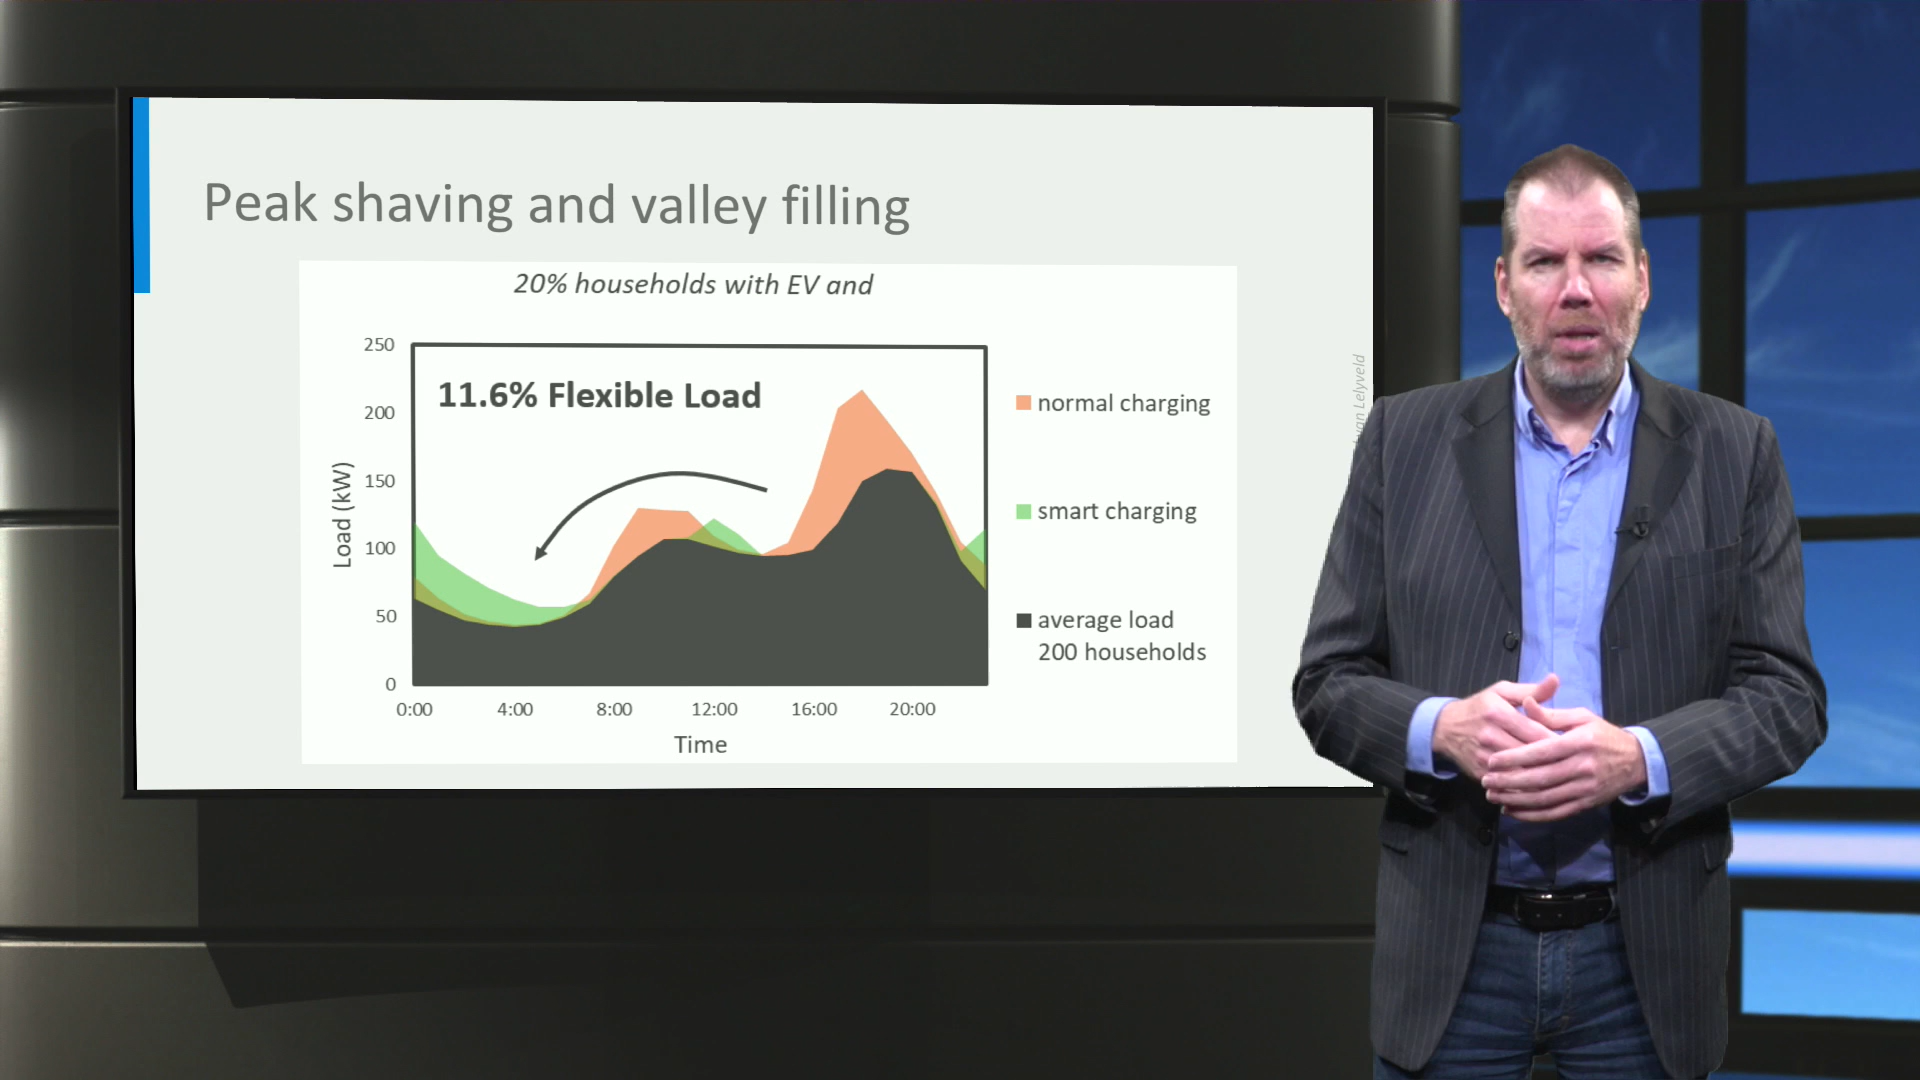 Peak shaving and valley filling
20% households with EV and
250
200
150
100
50
0
Load (kW)
11.6% Flexible Load
0:00
4:00
8:00
12:00
16:00
20:00
Time
normal charging
smart charging
average load
200 households
van Lelyveld